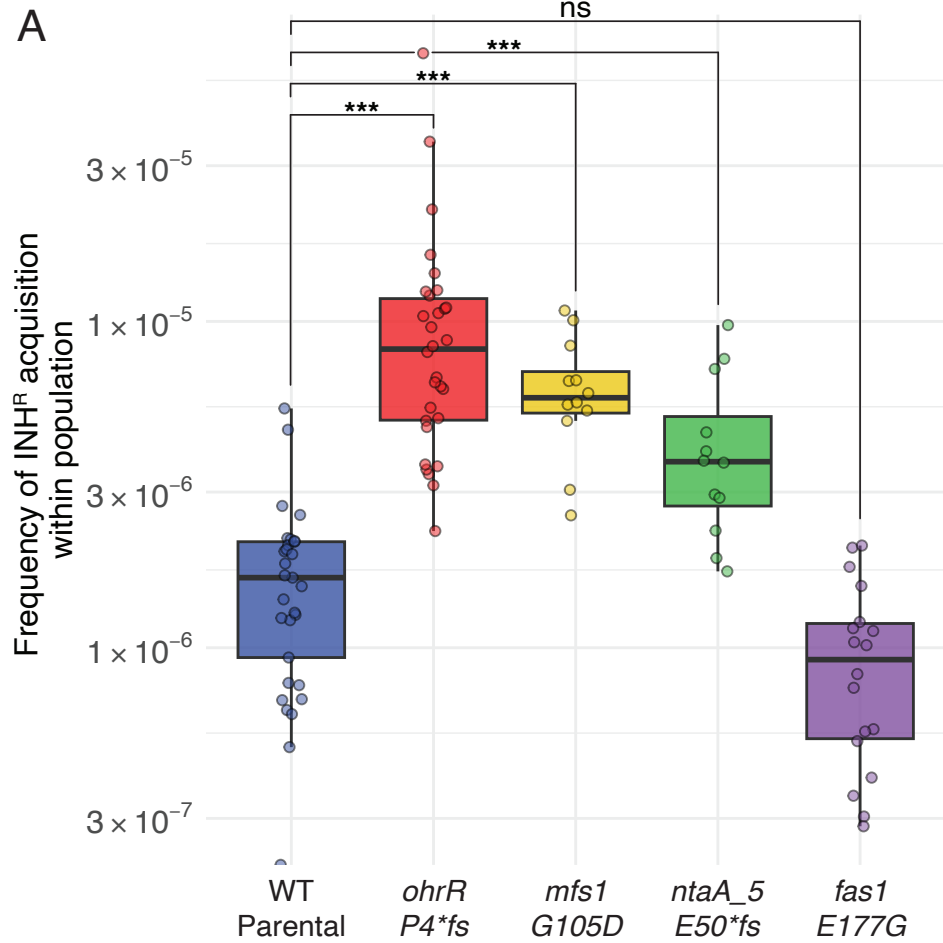 A
ns
***
***
***
3 × 10⁻⁵
1 × 10⁻⁵
3 × 10⁻⁶
1 × 10⁻⁶
3 × 10⁻⁷
Frequency of INHᴿ acquisition
within population
WT
Parental
ohrR
P4*fs
mfs1
G105D
ntaA_5
E50*fs
fas1
E177G